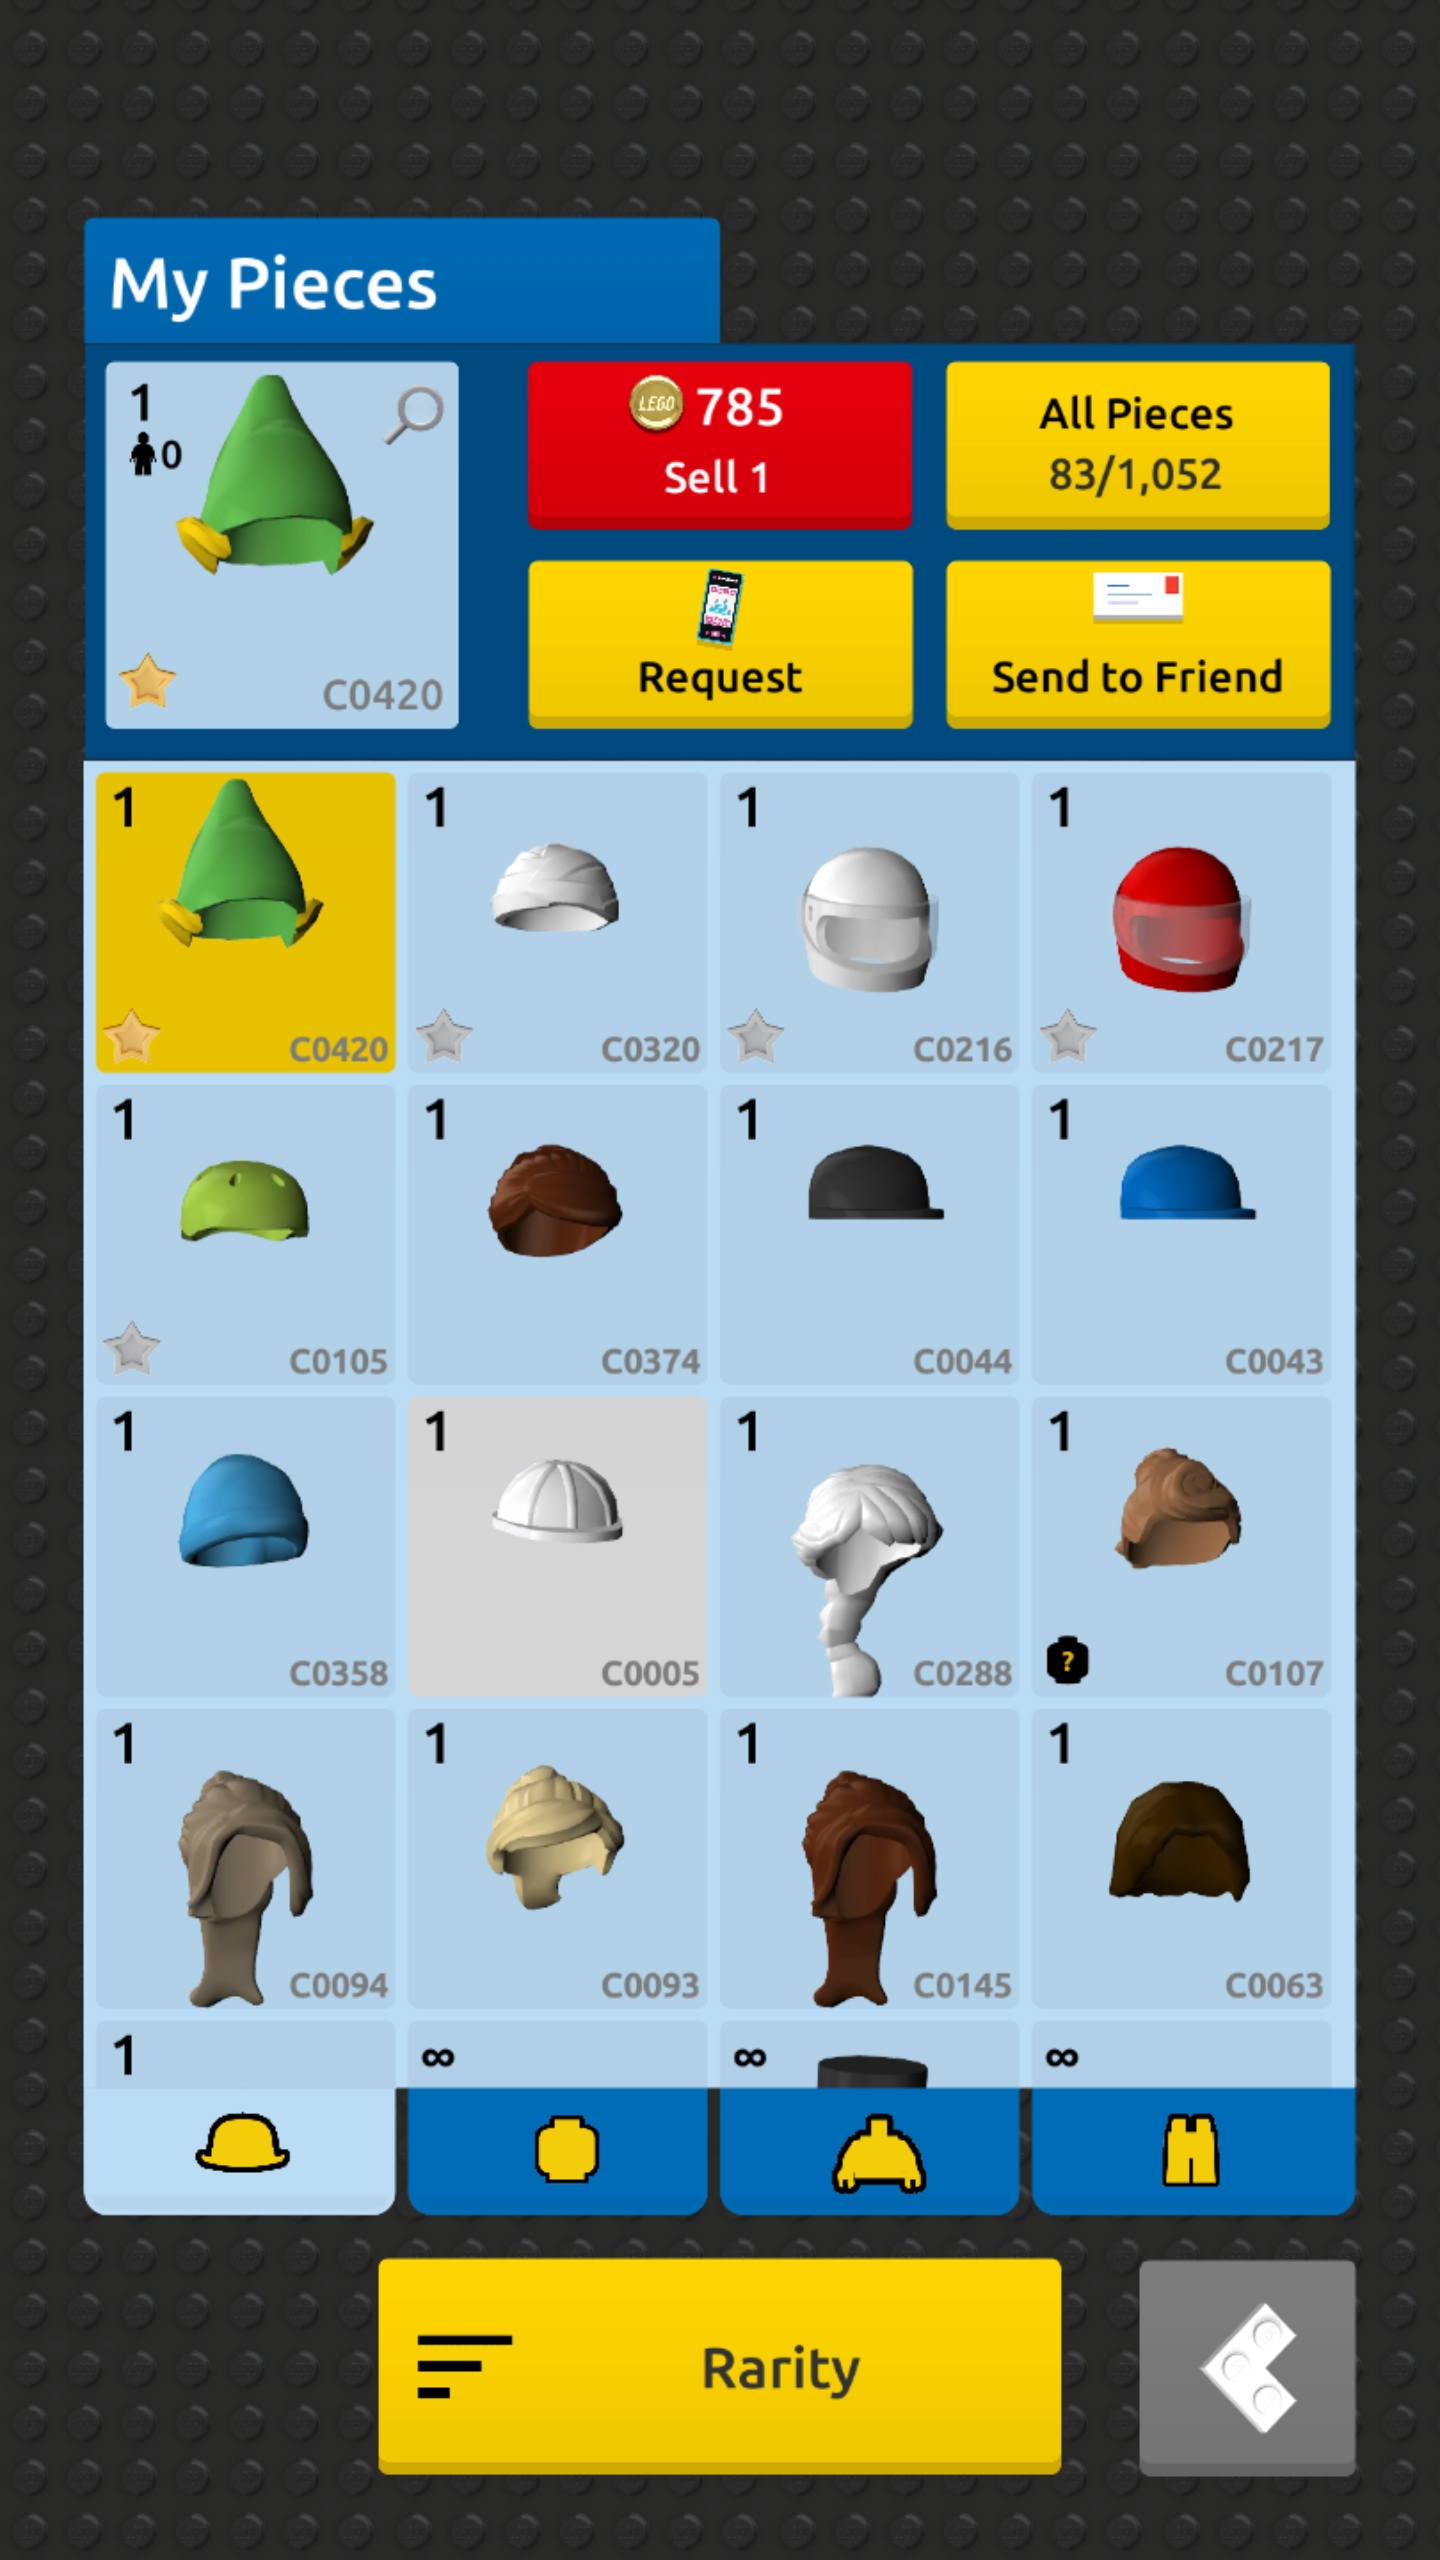 My Pieces
1
0
C0420
LEGO 785
Sell 1
All Pieces
83/1,052
Request
Send to Friend
1
C0420
1
C0320
1
C0216
1
C0217
1
C0105
1
C0374
1
C0044
1
C0043
1
C0358
1
C0005
1
C0288
1
?
C0107
1
C0094
1
C0093
1
C0145
1
C0063
1
∞
∞
∞
Rarity